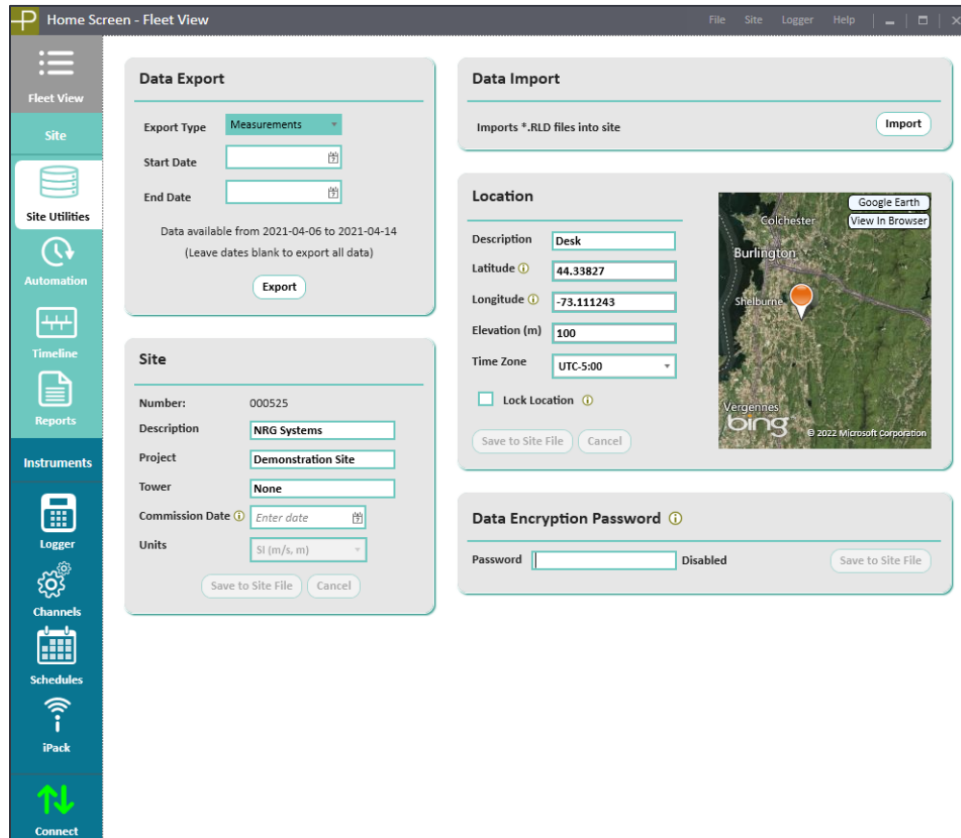 Home Screen - Fleet View
File Site Logger Help
Fleet View
Site
Site Utilities
Automation
Timeline
Reports
Instruments
Logger
Channels
Schedules
iPack
Connect
Data Export
Export Type Measurements
Start Date
End Date
Data available from 2021-04-06 to 2021-04-14
(Leave dates blank to export all data)
Export
Site
Number: 000525
Description NRG Systems
Project Demonstration Site
Tower None
Commission Date Enter date
Units SI (m/s, m)
Save to Site File Cancel
Data Import
Imports *.RLD files into site Import
Location
Description Desk
Latitude 44.33827
Longitude -73.111243
Elevation (m) 100
Time Zone UTC-5:00
Lock Location
Save to Site File Cancel
Google Earth
View In Browser
Colchester
Burlington
Shelburne
Vergennes
bing
© 2022 Microsoft Corporation
Data Encryption Password
Password Disabled Save to Site File